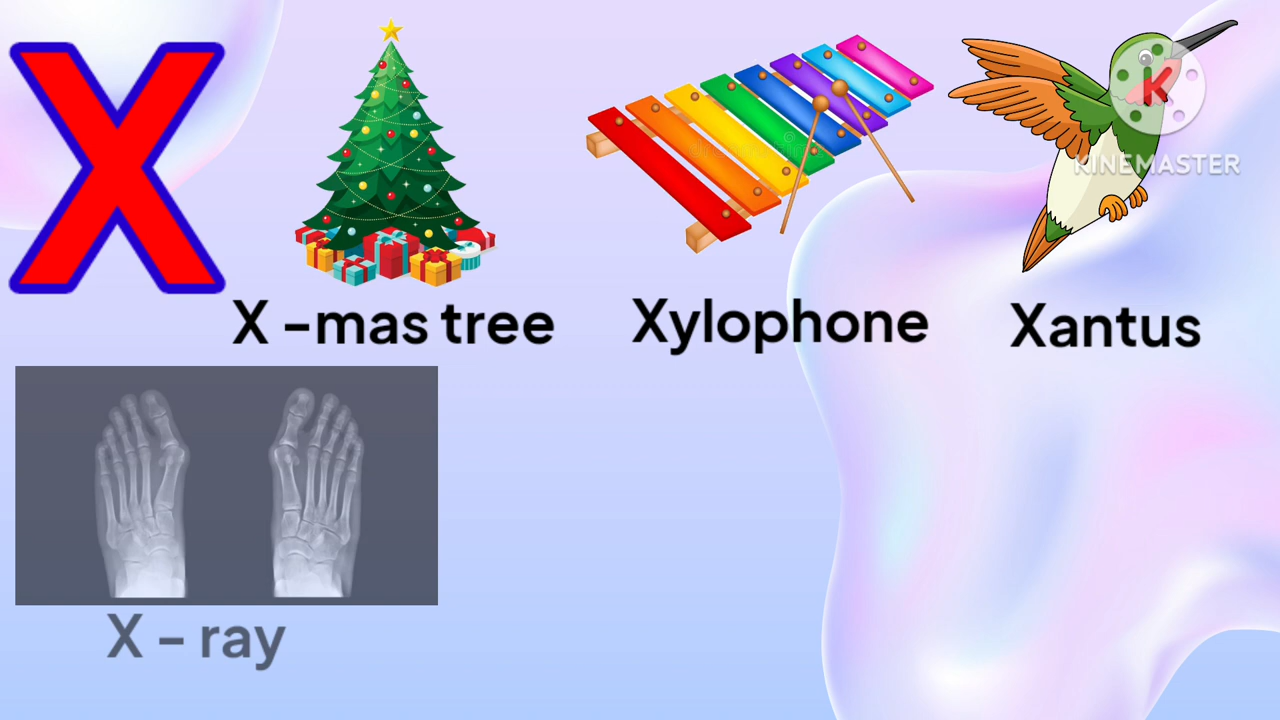 X
X -mas tree
Xylophone
Xantus
KINEMASTER
X - ray